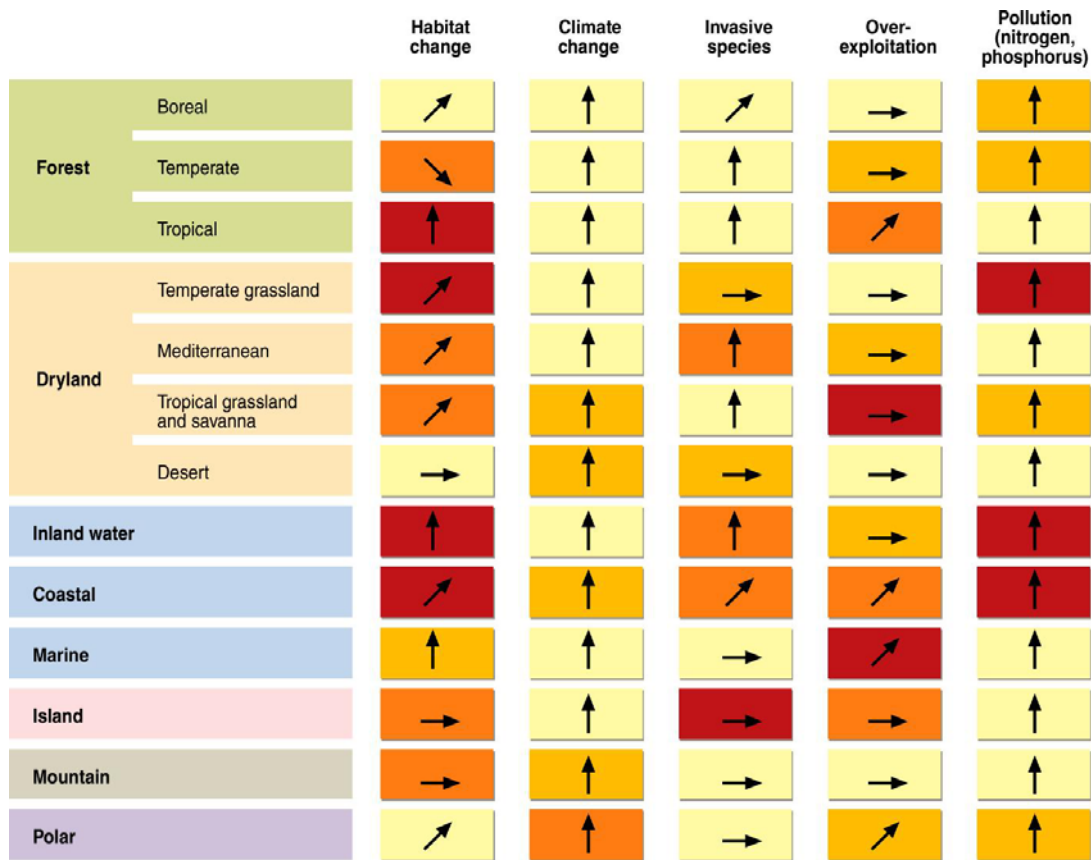 Habitat
change
Climate
change
Invasive
species
Over-
exploitation
Pollution
(nitrogen,
phosphorus)
Forest
Boreal
Temperate
Tropical
Dryland
Temperate grassland
Mediterranean
Tropical grassland
and savanna
Desert
Inland water
Coastal
Marine
Island
Mountain
Polar